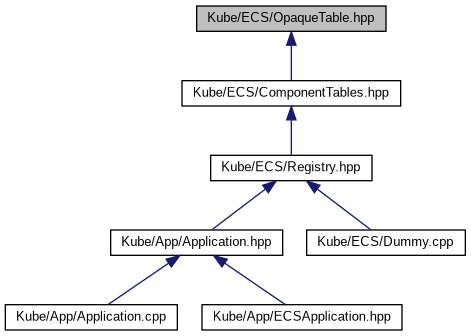 Kube/ECS/OpaqueTable.hpp
Kube/ECS/ComponentTables.hpp
Kube/ECS/Registry.hpp
Kube/App/Application.hpp
Kube/ECS/Dummy.cpp
Kube/App/Application.cpp
Kube/App/ECSApplication.hpp